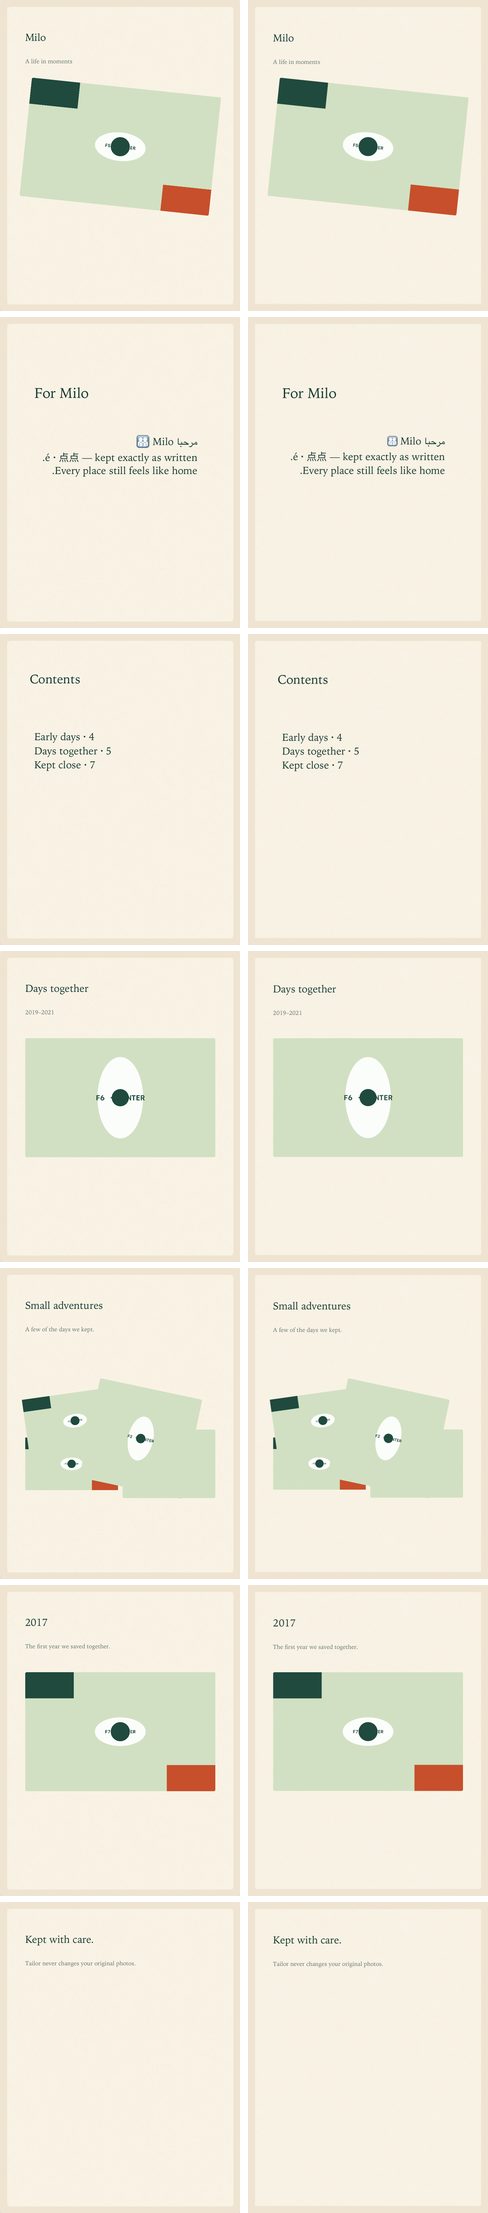 Milo
Milo
A life in moments
A life in moments
For Milo
For Milo
مرحبا Milo
é · 点点 — kept exactly as written.
Every place still feels like home.
مرحبا Milo
é · 点点 — kept exactly as written.
Every place still feels like home.
Contents
Contents
Early days · 4
Days together · 5
Kept close · 7
Early days · 4
Days together · 5
Kept close · 7
Days together
Days together
2019–2021
2019–2021
F6
F6
Small adventures
Small adventures
A few of the days we kept.
A few of the days we kept.
F2
F2
2017
2017
The first year we saved together.
The first year we saved together.
F7
F7
Kept with care.
Kept with care.
Tailor never changes your original photos.
Tailor never changes your original photos.